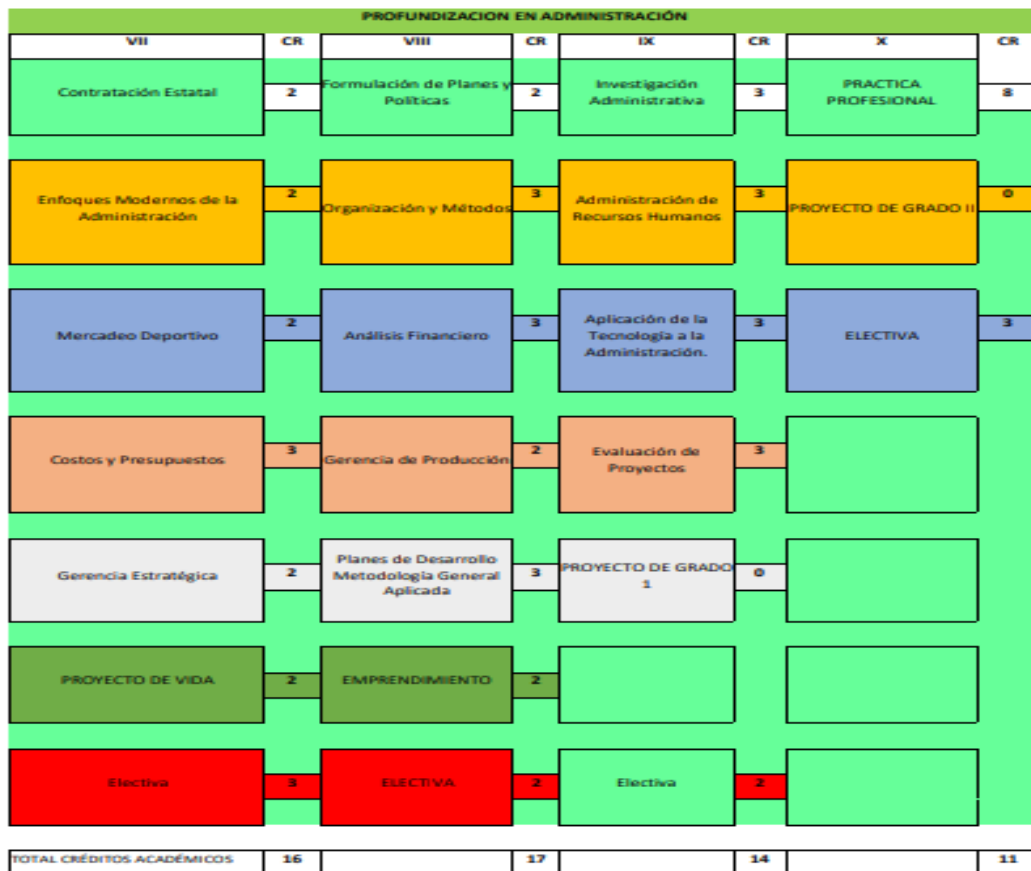 PROFUNDIZACION EN ADMINISTRACIÓN
VII CR VIII CR IX CR X CR
Contratación Estatal 2 Formulación de Planes y Políticas 2 Investigación Administrativa 3 PRACTICA PROFESIONAL 8
Enfoques Modernos de la Administración 2 Organización y Métodos 3 Administración de Recursos Humanos 3 PROYECTO DE GRADO II 0
Mercadeo Deportivo 2 Análisis Financiero 3 Aplicación de la Tecnología a la Administración. 3 ELECTIVA 3
Costos y Presupuestos 3 Gerencia de Producción 2 Evaluación de Proyectos 3
Gerencia Estratégica 2 Planes de Desarrollo Metodología General Aplicada 3 PROYECTO DE GRADO 1 0
PROYECTO DE VIDA 2 EMPRENDIMIENTO 2
Electiva 3 ELECTIVA 2 Electiva 2
TOTAL CRÉDITOS ACADÉMICOS 16 17 14 11